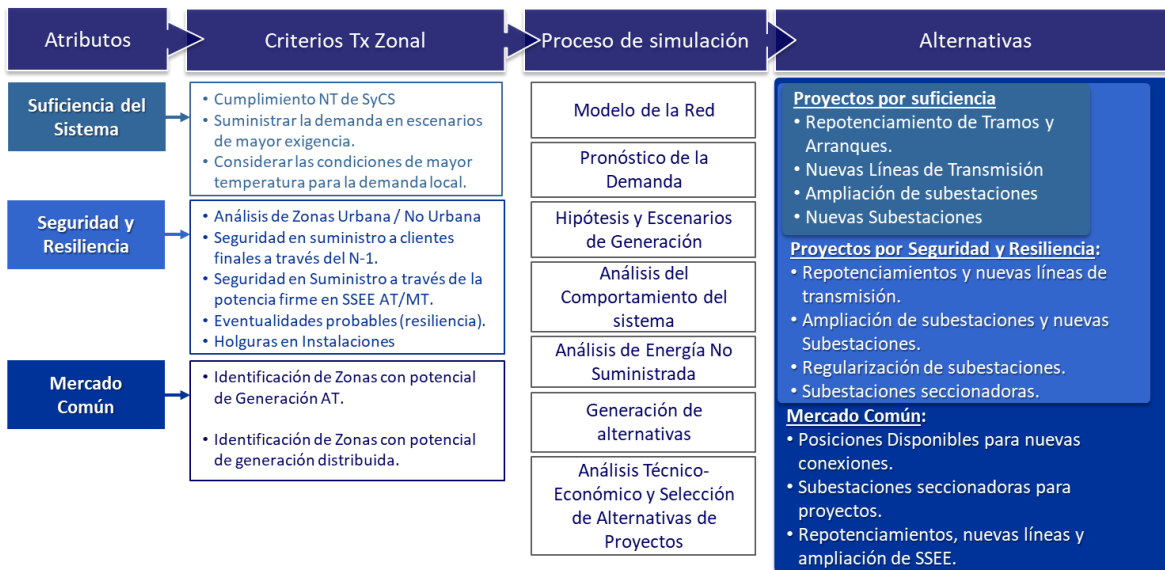 Atributos
Criterios Tx Zonal
Proceso de simulación
Alternativas
Suficiencia del
Sistema
• Cumplimiento NT de SyCS
• Suministrar la demanda en escenarios
de mayor exigencia.
• Considerar las condiciones de mayor
temperatura para la demanda local.
Seguridad y
Resiliencia
• Análisis de Zonas Urbana / No Urbana
• Seguridad en suministro a clientes
finales a través del N-1.
• Seguridad en Suministro a través de la
potencia firme en SSEE AT/MT.
• Eventualidades probables (resiliencia).
• Holguras en Instalaciones
Mercado
Común
• Identificación de Zonas con potencial
de Generación AT.
• Identificación de Zonas con potencial
de generación distribuida.
Modelo de la Red
Pronóstico de la
Demanda
Hipótesis y Escenarios
de Generación
Análisis del
Comportamiento del
sistema
Análisis de Energía No
Suministrada
Generación de
alternativas
Análisis Técnico-
Económico y Selección
de Alternativas de
Proyectos
Proyectos por suficiencia
• Repotenciamiento de Tramos y
Arranques.
• Nuevas Líneas de Transmisión
• Ampliación de subestaciones
• Nuevas Subestaciones
Proyectos por Seguridad y Resiliencia:
• Repotenciamientos y nuevas líneas de
transmisión.
• Ampliación de subestaciones y nuevas
Subestaciones.
• Regularización de subestaciones.
• Subestaciones seccionadoras.
Mercado Común:
• Posiciones Disponibles para nuevas
conexiones.
• Subestaciones seccionadoras para
proyectos.
• Repotenciamientos, nuevas líneas y
ampliación de SSEE.